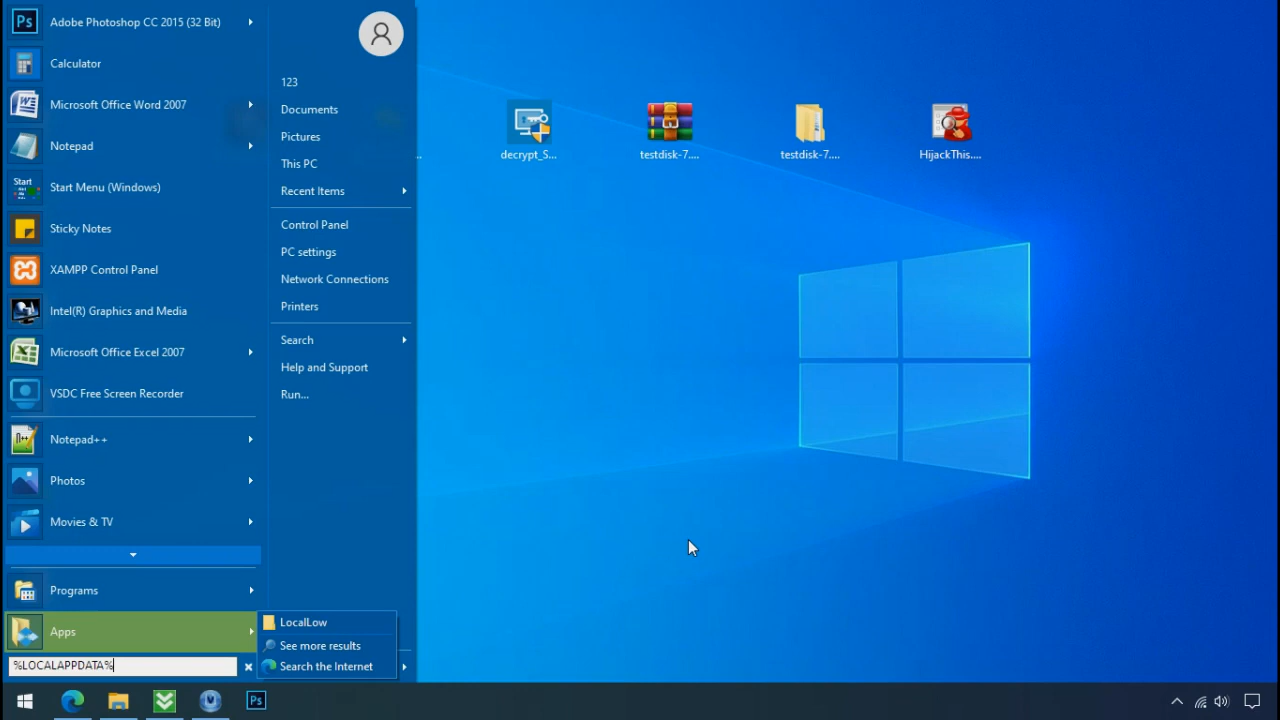 Ps Adobe Photoshop CC 2015 (32 Bit)
Calculator
Microsoft Office Word 2007
Notepad
Start Menu (Windows)
Sticky Notes
XAMPP Control Panel
Intel(R) Graphics and Media
Microsoft Office Excel 2007
VSDC Free Screen Recorder
Notepad++
Photos
Movies & TV
Programs
Apps
%LOCALAPPDATA%
123
Documents
Pictures
This PC
Recent Items
Control Panel
PC settings
Network Connections
Printers
Search
Help and Support
Run...
LocalLow
See more results
Search the Internet
...
decrypt_S...
testdisk-7....
testdisk-7....
HijackThis....
Ps